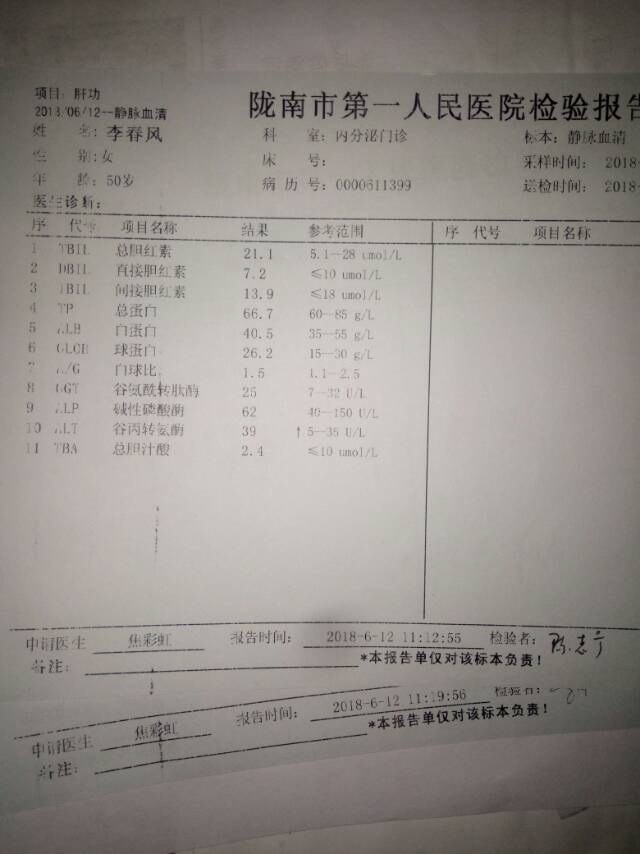 项目: 肝功
陇南市第一人民医院检验报告
2018/06/12--静脉血清
姓 名: 李春风 科 室: 内分泌门诊 标本: 静脉血清
性 别: 女 床 号: 采样时间: 2018-
年 龄: 50岁 病 历 号: 0000611399 送检时间: 2018-
医生诊断:
序 代号 项目名称 结果 参考范围 序 代号 项目名称
1 TBIL 总胆红素 21.1 5.1--28 umol/L
2 DBIL 直接胆红素 7.2 ≤10 umol/L
3 IBIL 间接胆红素 13.9 ≤18 umol/L
4 TP 总蛋白 66.7 60--85 g/L
5 ALB 白蛋白 40.5 35--55 g/L
6 GLOB 球蛋白 26.2 15--30 g/L
7 A/G 白球比 1.5 1.1--2.5
8 GGT 谷氨酰转肽酶 25 7--32 U/L
9 ALP 碱性磷酸酶 62 40--150 U/L
10 ALT 谷丙转氨酶 39 ↑ 5--35 U/L
11 TBA 总胆汁酸 2.4 ≤10 umol/L
申请医生 焦彩虹 报告时间: 2018-6-12 11:12:55 检验者:
备注: *本报告单仅对该标本负责!
申请医生 焦彩虹 报告时间: 2018-6-12 11:19:56 检验者:
备注: *本报告单仅对该标本负责!